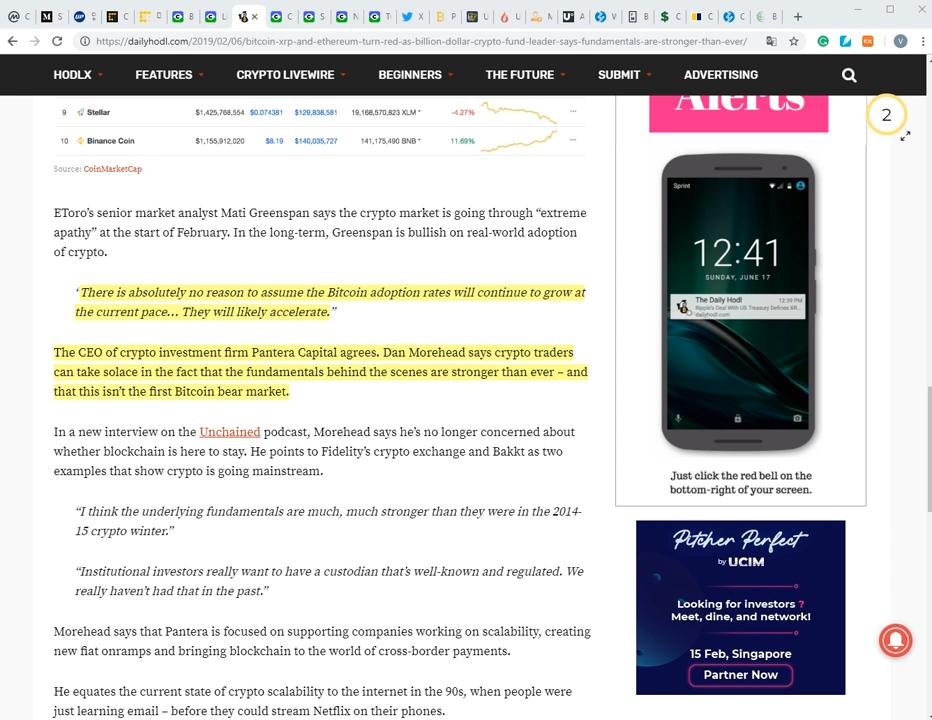 C
S
C
D
B
L
C
S
N
T
X
P
U
L
M
A
V
B
C
C
C
B
https://dailyhodl.com/2019/02/06/bitcoin-xrp-and-ethereum-turn-red-as-billion-dollar-crypto-fund-leader-says-fundamentals-are-stronger-than-ever/
V
HODLX FEATURES CRYPTO LIVEWIRE BEGINNERS THE FUTURE SUBMIT ADVERTISING
9 Stellar $1,425,768,554 $0.074381 $129,838,581 19,168,570,823 XLM * -4.27%
10 Binance Coin $1,155,912,020 $8.19 $140,035,727 141,175,490 BNB * 11.69%
Source: CoinMarketCap
EToro's senior market analyst Mati Greenspan says the crypto market is going through “extreme
apathy” at the start of February. In the long-term, Greenspan is bullish on real-world adoption
of crypto.
‘There is absolutely no reason to assume the Bitcoin adoption rates will continue to grow at
the current pace… They will likely accelerate.”
The CEO of crypto investment firm Pantera Capital agrees. Dan Morehead says crypto traders
can take solace in the fact that the fundamentals behind the scenes are stronger than ever – and
that this isn't the first Bitcoin bear market.
In a new interview on the Unchained podcast, Morehead says he's no longer concerned about
whether blockchain is here to stay. He points to Fidelity's crypto exchange and Bakkt as two
examples that show crypto is going mainstream.
“I think the underlying fundamentals are much, much stronger than they were in the 2014-
15 crypto winter.”
“Institutional investors really want to have a custodian that's well-known and regulated. We
really haven't had that in the past.”
Morehead says that Pantera is focused on supporting companies working on scalability, creating
new fiat onramps and bringing blockchain to the world of cross-border payments.
He equates the current state of crypto scalability to the internet in the 90s, when people were
just learning email – before they could stream Netflix on their phones.
Alerts
2
Sprint
12:41
SUNDAY, JUNE 17
The Daily Hodl 12:39 PM
Ripple's Deal With US Treasury Defines XR...
dailyhodl.com
Just click the red bell on the
bottom-right of your screen.
Pitcher Perfect
by UCIM
Looking for investors ?
Meet, dine, and network!
15 Feb, Singapore
Partner Now